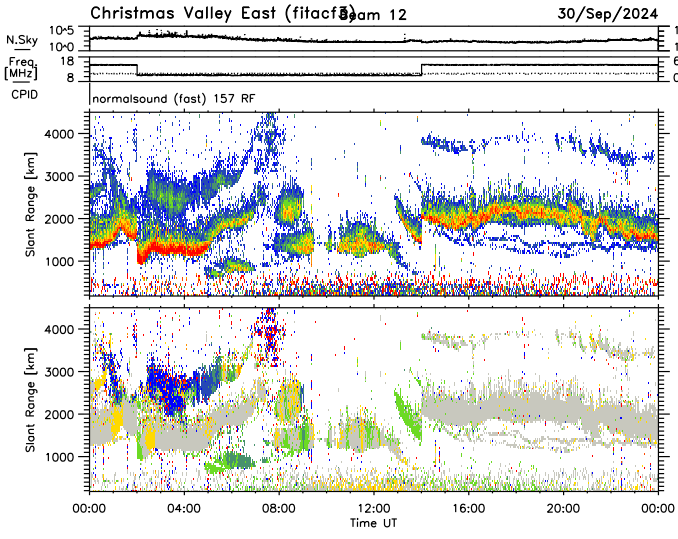 Christmas Valley East (fitacf3) Beam 12 30/Sep/2024
N.Sky 10^5 10^0
Freq. [MHz] 18 8
CPID normalsound (fast) 157 RF
Slant Range [km] 4000 3000 2000 1000
Slant Range [km] 4000 3000 2000 1000
00:00 04:00 08:00 12:00 16:00 20:00 00:00
Time UT